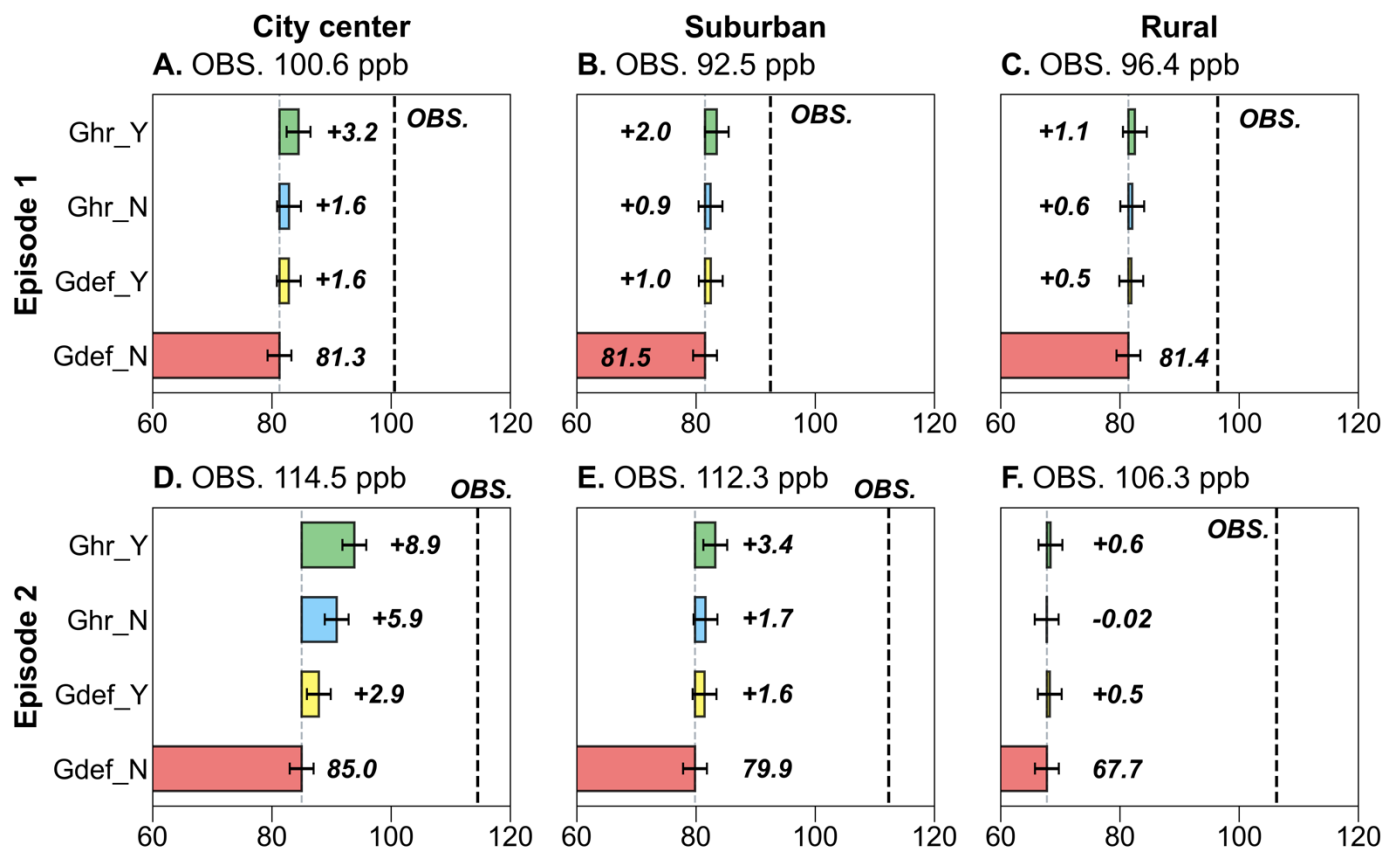 City center Suburban Rural
A. OBS. 100.6 ppb B. OBS. 92.5 ppb C. OBS. 96.4 ppb
Episode 1
Ghr_Y +3.2 OBS. +2.0 OBS. +1.1 OBS.
Ghr_N +1.6 +0.9 +0.6
Gdef_Y +1.6 +1.0 +0.5
Gdef_N 81.3 81.5 81.4
60 80 100 120 60 80 100 120 60 80 100 120
D. OBS. 114.5 ppb OBS. E. OBS. 112.3 ppb OBS. F. OBS. 106.3 ppb
Episode 2
Ghr_Y +8.9 +3.4 OBS. +0.6
Ghr_N +5.9 +1.7 -0.02
Gdef_Y +2.9 +1.6 +0.5
Gdef_N 85.0 79.9 67.7
60 80 100 120 60 80 100 120 60 80 100 120